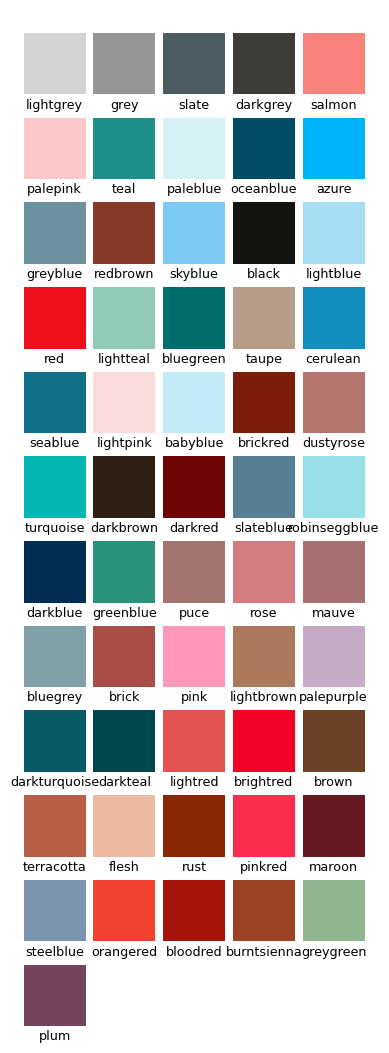 lightgrey grey slate darkgrey salmon
palepink teal paleblue oceanblue azure
greyblue redbrown skyblue black lightblue
red lightteal bluegreen taupe cerulean
seablue lightpink babyblue brickred dustyrose
turquoise darkbrown darkred slateblue robinseggblue
darkblue greenblue puce rose mauve
bluegrey brick pink lightbrown palepurple
darkturquoise darkteal lightred brightred brown
terracotta flesh rust pinkred maroon
steelblue orangered bloodred burntsienna greygreen
plum